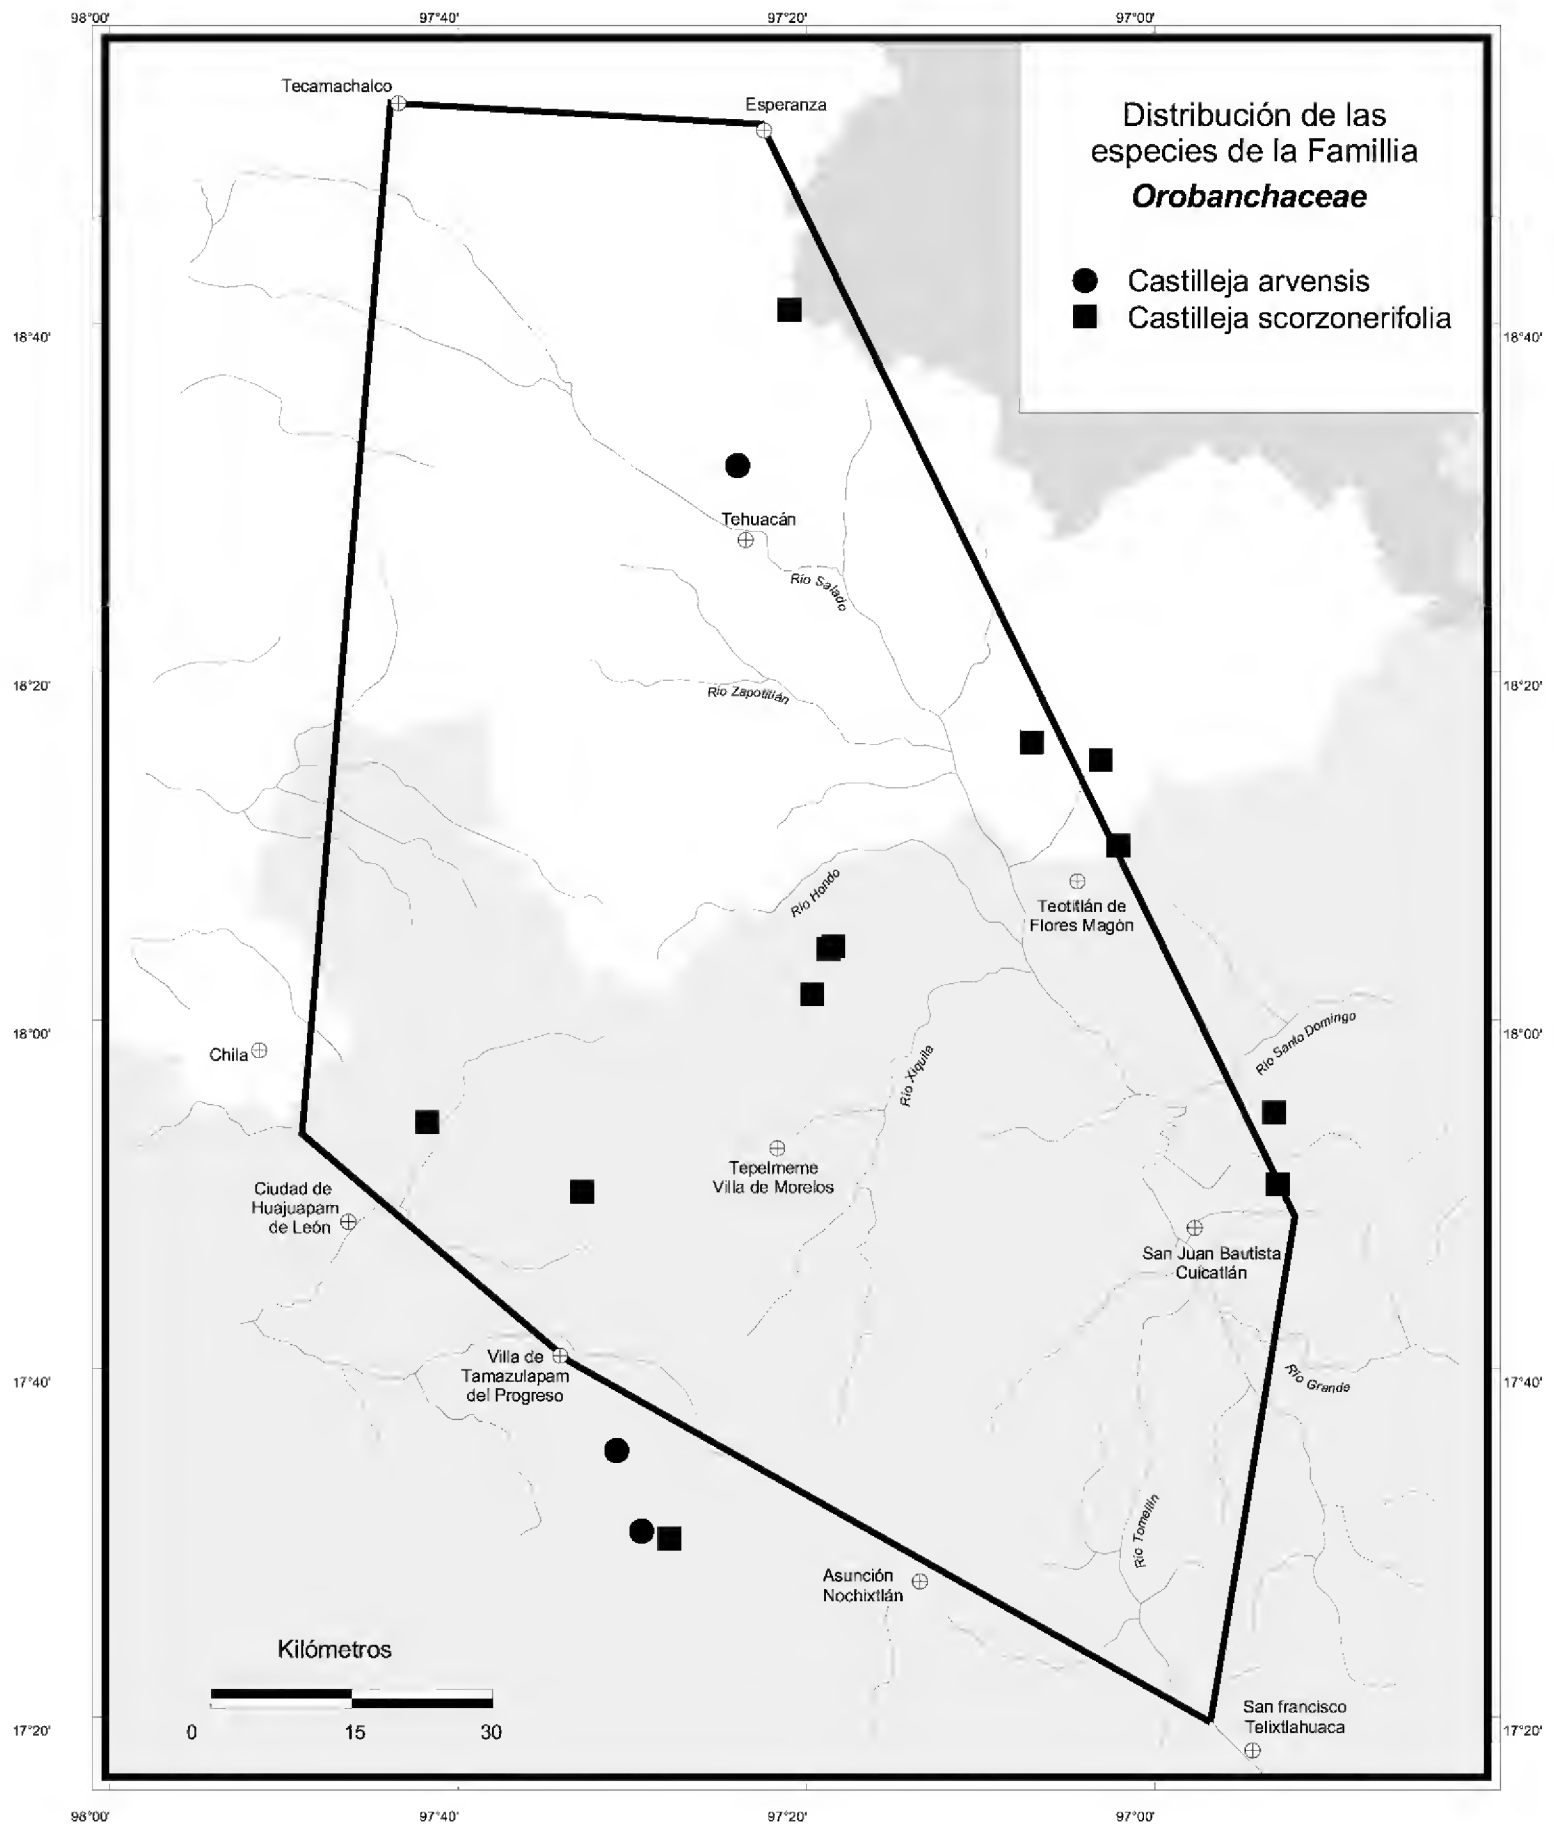 98°00'
97°40'
97°20'
97°00'
Tecamachalco
Esperanza
Distribución de las
especies de la Famillia
Orobanchaceae
Castilleja arvensis
Castilleja scorzonerifolia
18°40'
18°40'
Tehuacán
Río Salado
18°20'
18°20'
Río Zapotitlán
Río Hondo
Teotitlán de
Flores Magón
18°00'
18°00'
Chila
Río Santo Domingo
Río Xiquila
Tepelmeme
Villa de Morelos
Ciudad de
Huajuapam
de León
San Juan Bautista
Cuicatlán
Villa de
Tamazulapam
del Progreso
17°40'
17°40'
Río Grande
Río Tomellín
Asunción
Nochixtlán
Kilómetros
0
15
30
San francisco
Telixtlahuaca
17°20'
17°20'
98°00'
97°40'
97°20'
97°00'